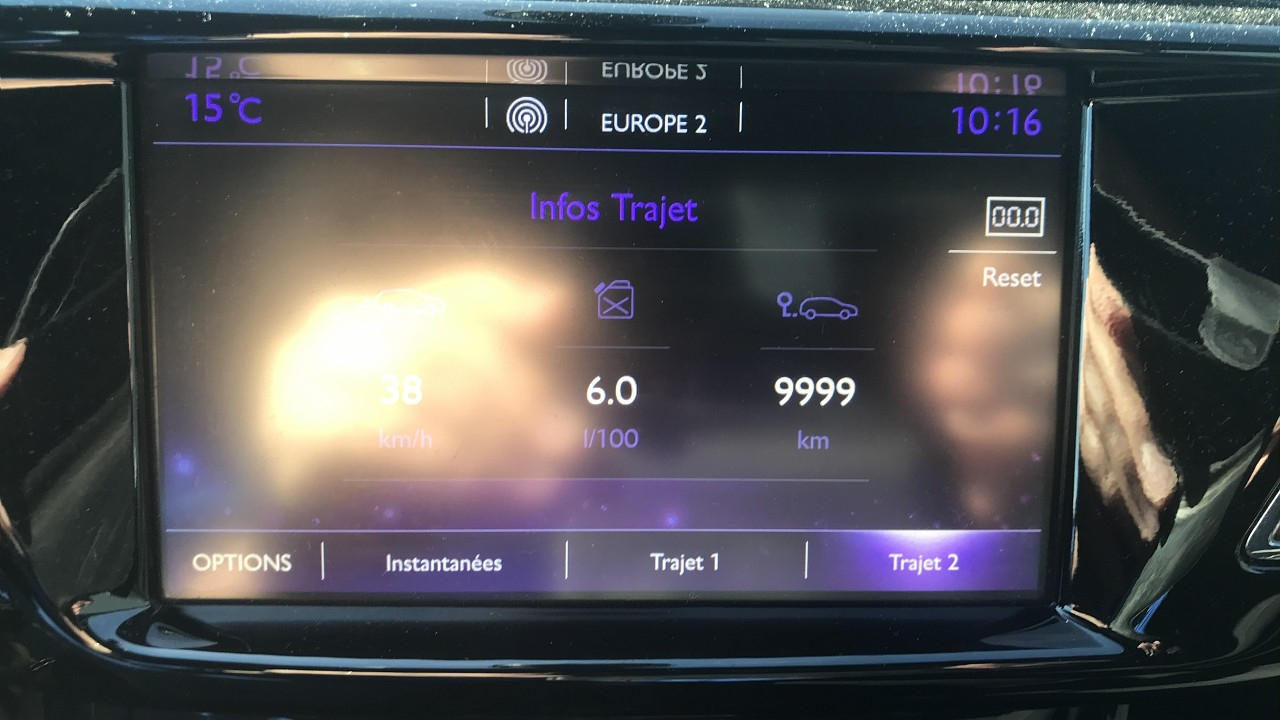 15°C EUROPE 2 10:16
Infos Trajet
00.0
Reset
38 6.0 9999
km/h l/100 km
OPTIONS Instantanées Trajet 1 Trajet 2